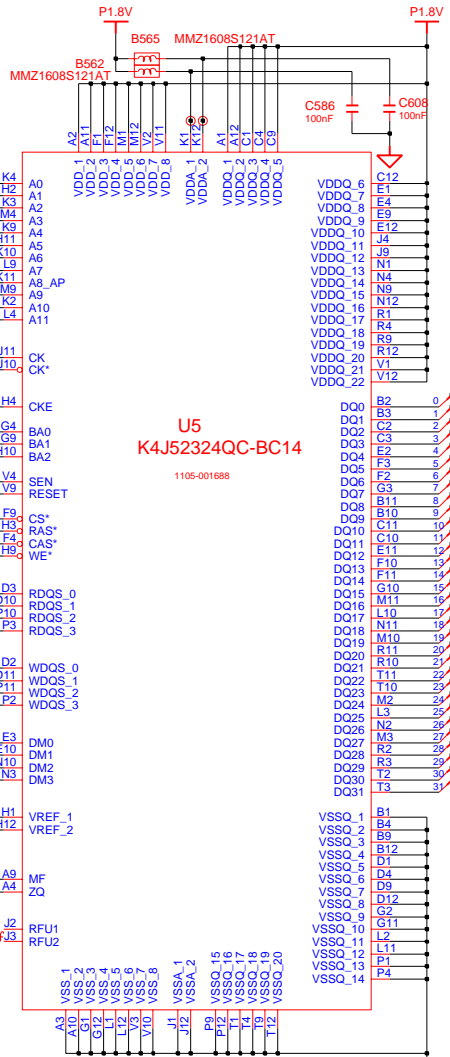 P1.8V
P1.8V
B565
MMZ1608S121AT
B562
MMZ1608S121AT
C586
100nF
C608
100nF
A2
A11
F1
F12
M1
M12
V2
V11
K1
K12
A1
A12
C1
C4
C9
VDD_1
VDD_2
VDD_3
VDD_4
VDD_5
VDD_6
VDD_7
VDD_8
VDDA_1
VDDA_2
VDDQ_1
VDDQ_2
VDDQ_3
VDDQ_4
VDDQ_5
K4 A0
H2 A1
K3 A2
M4 A3
K9 A4
H11 A5
K10 A6
L9 A7
K11 A8_AP
M9 A9
K2 A10
L4 A11
J11 CK
J10 CK*
H4 CKE
G4 BA0
G9 BA1
H10 BA2
V4 SEN
V9 RESET
F9 CS*
H3 RAS*
F4 CAS*
H9 WE*
D3 RDQS_0
D10 RDQS_1
P10 RDQS_2
P3 RDQS_3
D2 WDQS_0
D11 WDQS_1
P11 WDQS_2
P2 WDQS_3
E3 DM0
E10 DM1
N10 DM2
N3 DM3
H1 VREF_1
H12 VREF_2
A9 MF
A4 ZQ
J2 RFU1
J3 RFU2
U5
K4J52324QC-BC14
1105-001688
VDDQ_6 C12
VDDQ_7 E1
VDDQ_8 E4
VDDQ_9 E9
VDDQ_10 E12
VDDQ_11 J4
VDDQ_12 J9
VDDQ_13 N1
VDDQ_14 N4
VDDQ_15 N9
VDDQ_16 N12
VDDQ_17 R1
VDDQ_18 R4
VDDQ_19 R9
VDDQ_20 R12
VDDQ_21 V1
VDDQ_22 V12
DQ0 B2 0
DQ1 B3 1
DQ2 C2 2
DQ3 C3 3
DQ4 E2 4
DQ5 F3 5
DQ6 F2 6
DQ7 G3 7
DQ8 B11 8
DQ9 B10 9
DQ10 C11 10
DQ11 C10 11
DQ12 E11 12
DQ13 F10 13
DQ14 F11 14
DQ15 G10 15
DQ16 M11 16
DQ17 L10 17
DQ18 N11 18
DQ19 M10 19
DQ20 R11 20
DQ21 R10 21
DQ22 T11 22
DQ23 T10 23
DQ24 M2 24
DQ25 L3 25
DQ26 N2 26
DQ27 M3 27
DQ28 R2 28
DQ29 R3 29
DQ30 T2 30
DQ31 T3 31
VSSQ_1 B1
VSSQ_2 B4
VSSQ_3 B9
VSSQ_4 B12
VSSQ_5 D1
VSSQ_6 D4
VSSQ_7 D9
VSSQ_8 D12
VSSQ_9 G2
VSSQ_10 G11
VSSQ_11 L2
VSSQ_12 L11
VSSQ_13 P1
VSSQ_14 P4
VSS_1
VSS_2
VSS_3
VSS_4
VSS_5
VSS_6
VSS_7
VSS_8
VSSA_1
VSSA_2
VSSQ_15
VSSQ_16
VSSQ_17
VSSQ_18
VSSQ_19
VSSQ_20
A3
A10
G1
G12
L1
L12
V3
V10
J1
J12
P9
P12
T1
T4
T9
T12